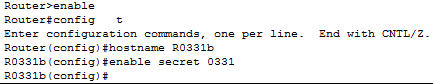 Router>enable
Router#config   t
Enter configuration commands, one per line.  End with CNTL/Z.
Router(config)#hostname R0331b
R0331b(config)#enable secret 0331
R0331b(config)#